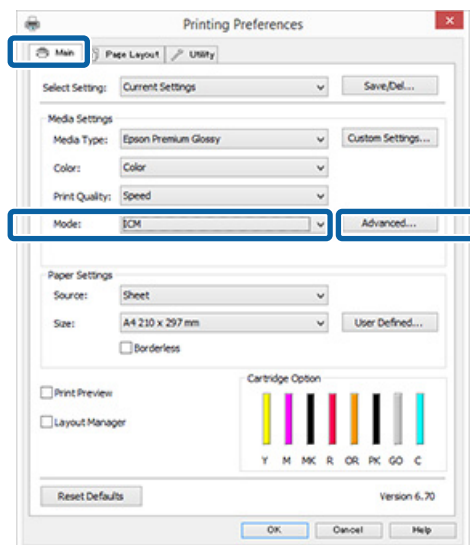 Printing Preferences
Main Page Layout Utility
Select Setting: Current Settings Save/Del...
Media Settings
Media Type: Epson Premium Glossy Custom Settings...
Color: Color
Print Quality: Speed
Mode: ICM Advanced...
Paper Settings
Source: Sheet
Size: A4 210 x 297 mm User Defined...
Borderless
Print Preview
Layout Manager
Cartridge Option
Y M MK R OR PK GO C
Reset Defaults Version 6.70
OK Cancel Help